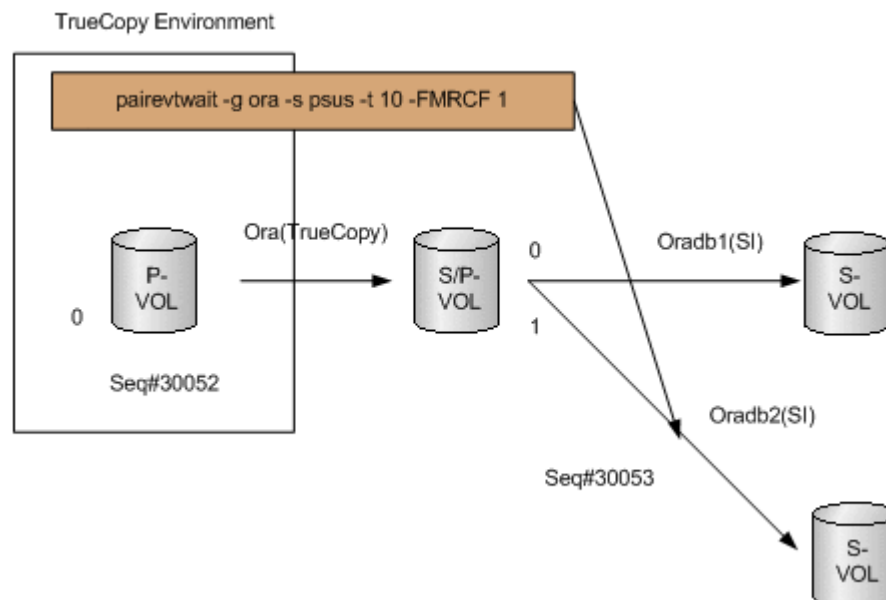 TrueCopy Environment
pairevtwait -g ora -s psus -t 10 -FMRCF 1
Ora(TrueCopy)
0
Oradb1(SI)
P-
VOL
S/P-
VOL
S-
VOL
0
1
Seq#30052
Oradb2(SI)
Seq#30053
S-
VOL